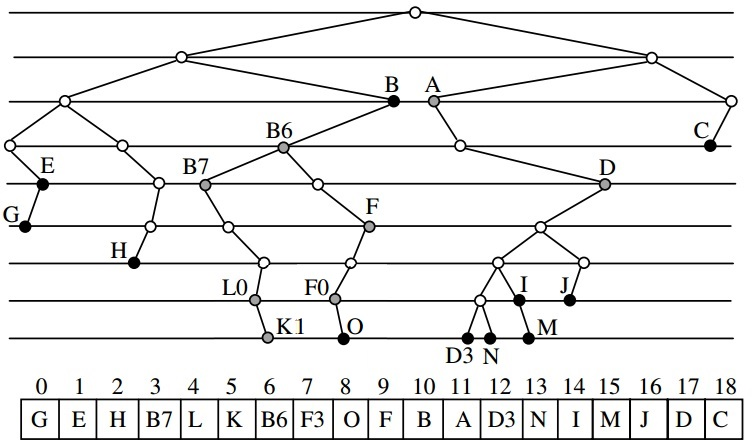 B A
B6 C
E B7 D
G F
H
L0 F0 I J
K1 O M
D3 N
0 1 2 3 4 5 6 7 8 9 10 11 12 13 14 15 16 17 18
G E H B7 L K B6 F3 O F B A D3 N I M J D C